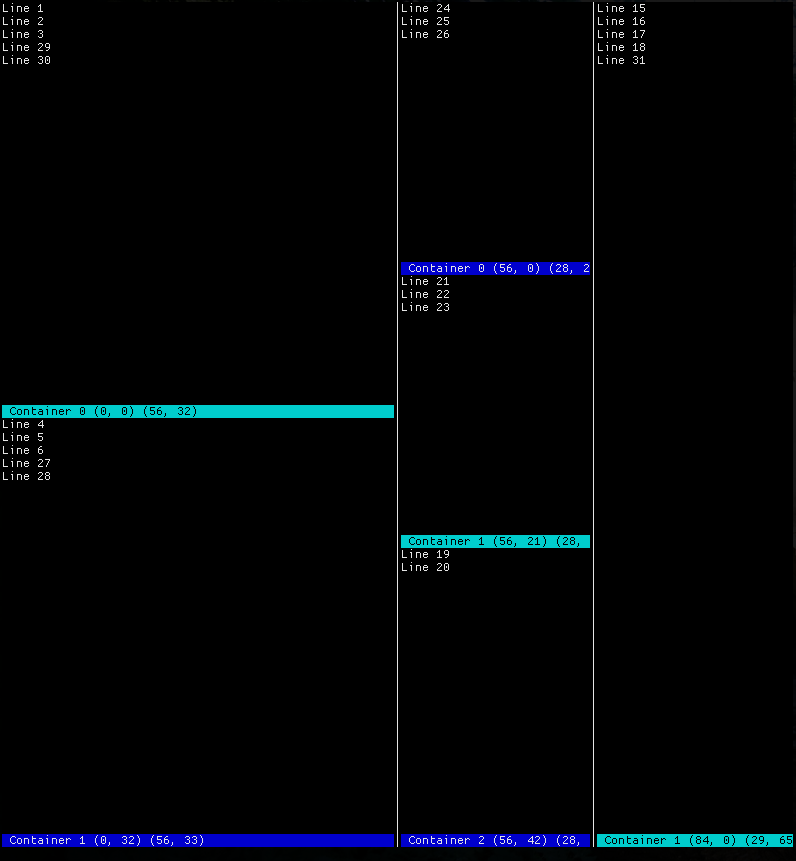 Line 1
Line 2
Line 3
Line 29
Line 30
Container 0 (0, 0) (56, 32)
Line 4
Line 5
Line 6
Line 27
Line 28
Container 1 (0, 32) (56, 33)
Line 24
Line 25
Line 26
Container 0 (56, 0) (28, 2
Line 21
Line 22
Line 23
Container 1 (56, 21) (28,
Line 19
Line 20
Container 2 (56, 42) (28,
Line 15
Line 16
Line 17
Line 18
Line 31
Container 1 (84, 0) (29, 65